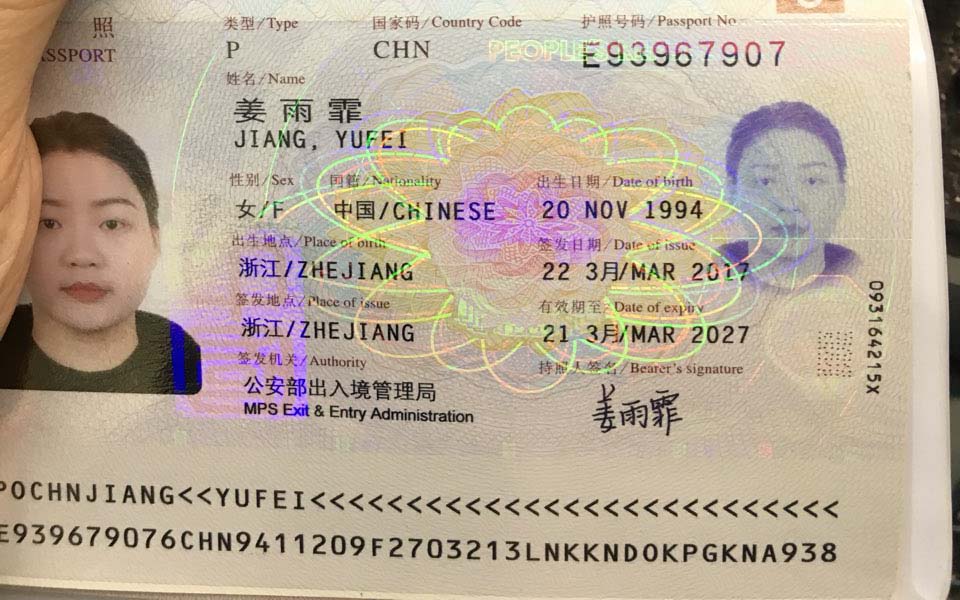 照 类型/Type 国家码/Country Code 护照号码/Passport No
ASSPORT P CHN E93967907
PEOPLE
姓名/Name
姜雨霏
JIANG, YUFEI
性别/Sex 国籍/Nationality 出生日期/Date of birth
女/F 中国/CHINESE 20 NOV 1994
出生地点/Place of birth 签发日期/Date of issue
浙江/ZHEJIANG 22 3月/MAR 2017
签发地点/Place of issue 有效期至/Date of expiry
浙江/ZHEJIANG 21 3月/MAR 2027
签发机关/Authority 持照人签名/Bearer's signature
公安部出入境管理局 姜雨霏
MPS Exit & Entry Administration
093164215X
POCHNJIANG<<YUFEI<<<<<<<<<<<<<<<<<<<<<<<<<<<
E939679076CHN9411209F2703213LNKKNDOKPGKNA938